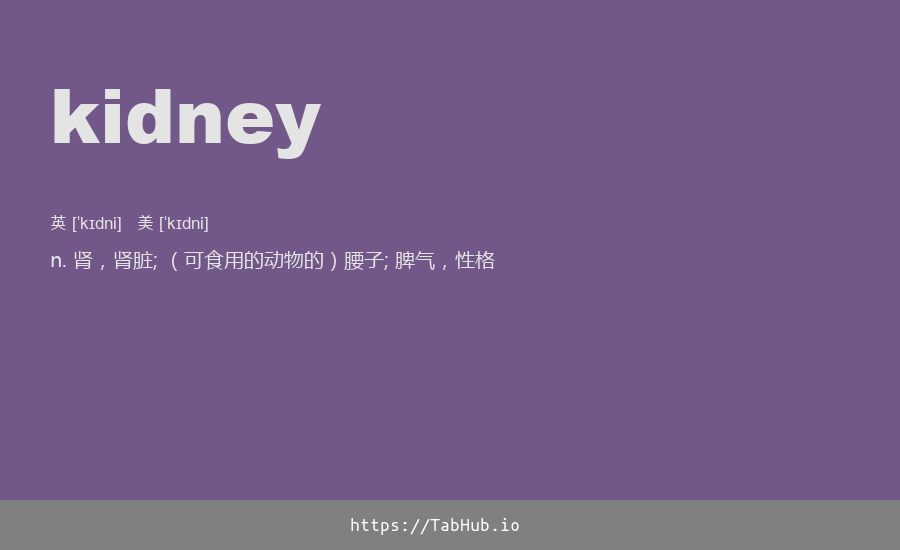 kidney
英 [ˈkɪdni]   美 [ˈkɪdni]
n. 肾，肾脏; （可食用的动物的）腰子; 脾气，性格
https://TabHub.io